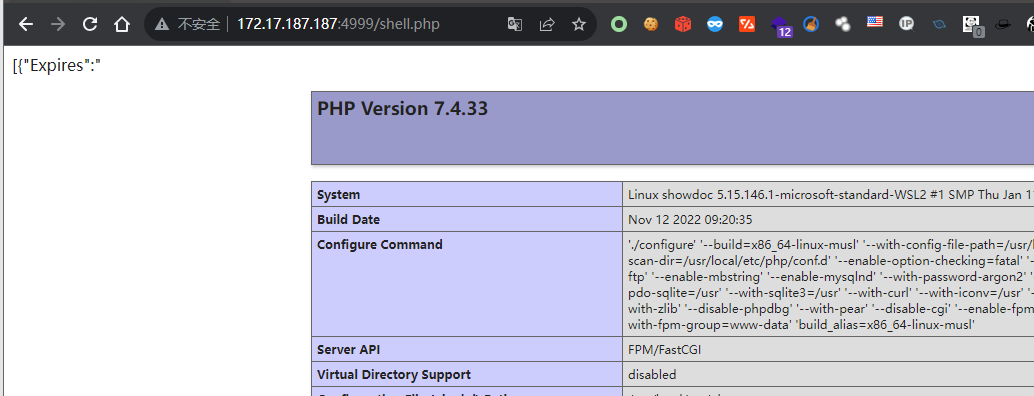 不安全 172.17.187.187:4999/shell.php
12
IP
0
[{"Expires":"
PHP Version 7.4.33
System Linux showdoc 5.15.146.1-microsoft-standard-WSL2 #1 SMP Thu Jan 1
Build Date Nov 12 2022 09:20:35
Configure Command './configure' '--build=x86_64-linux-musl' '--with-config-file-path=/usr/l
scan-dir=/usr/local/etc/php/conf.d' '--enable-option-checking=fatal' '-
ftp' '--enable-mbstring' '--enable-mysqlnd' '--with-password-argon2' '
pdo-sqlite=/usr' '--with-sqlite3=/usr' '--with-curl' '--with-iconv=/usr' '-
with-zlib' '--disable-phpdbg' '--with-pear' '--disable-cgi' '--enable-fpm
with-fpm-group=www-data' 'build_alias=x86_64-linux-musl'
Server API FPM/FastCGI
Virtual Directory Support disabled